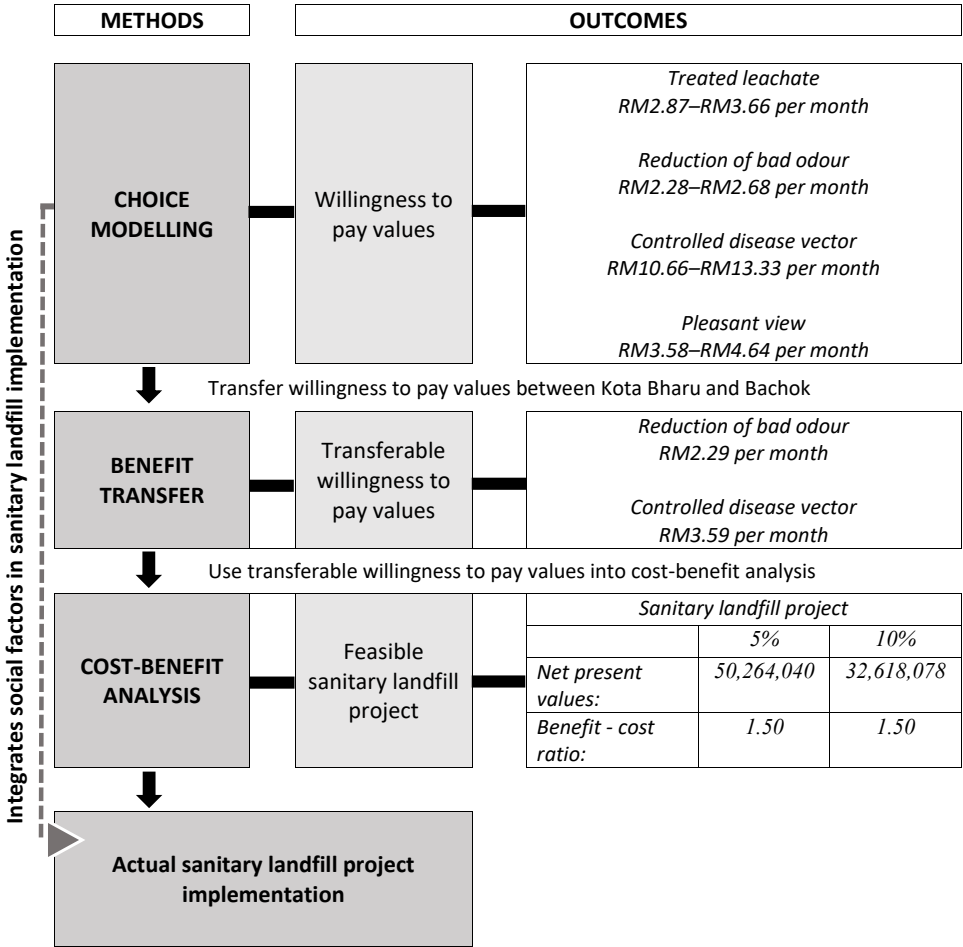 METHODS
OUTCOMES
Integrates social factors in sanitary landfill implementation
CHOICE
MODELLING
Willingness to
pay values
Treated leachate
RM2.87–RM3.66 per month
Reduction of bad odour
RM2.28–RM2.68 per month
Controlled disease vector
RM10.66–RM13.33 per month
Pleasant view
RM3.58–RM4.64 per month
Transfer willingness to pay values between Kota Bharu and Bachok
BENEFIT
TRANSFER
Transferable
willingness to
pay values
Reduction of bad odour
RM2.29 per month
Controlled disease vector
RM3.59 per month
Use transferable willingness to pay values into cost-benefit analysis
COST-BENEFIT
ANALYSIS
Feasible
sanitary landfill
project
Sanitary landfill project
5% 10%
Net present 50,264,040 32,618,078
values:
Benefit - cost 1.50 1.50
ratio:
Actual sanitary landfill project
implementation